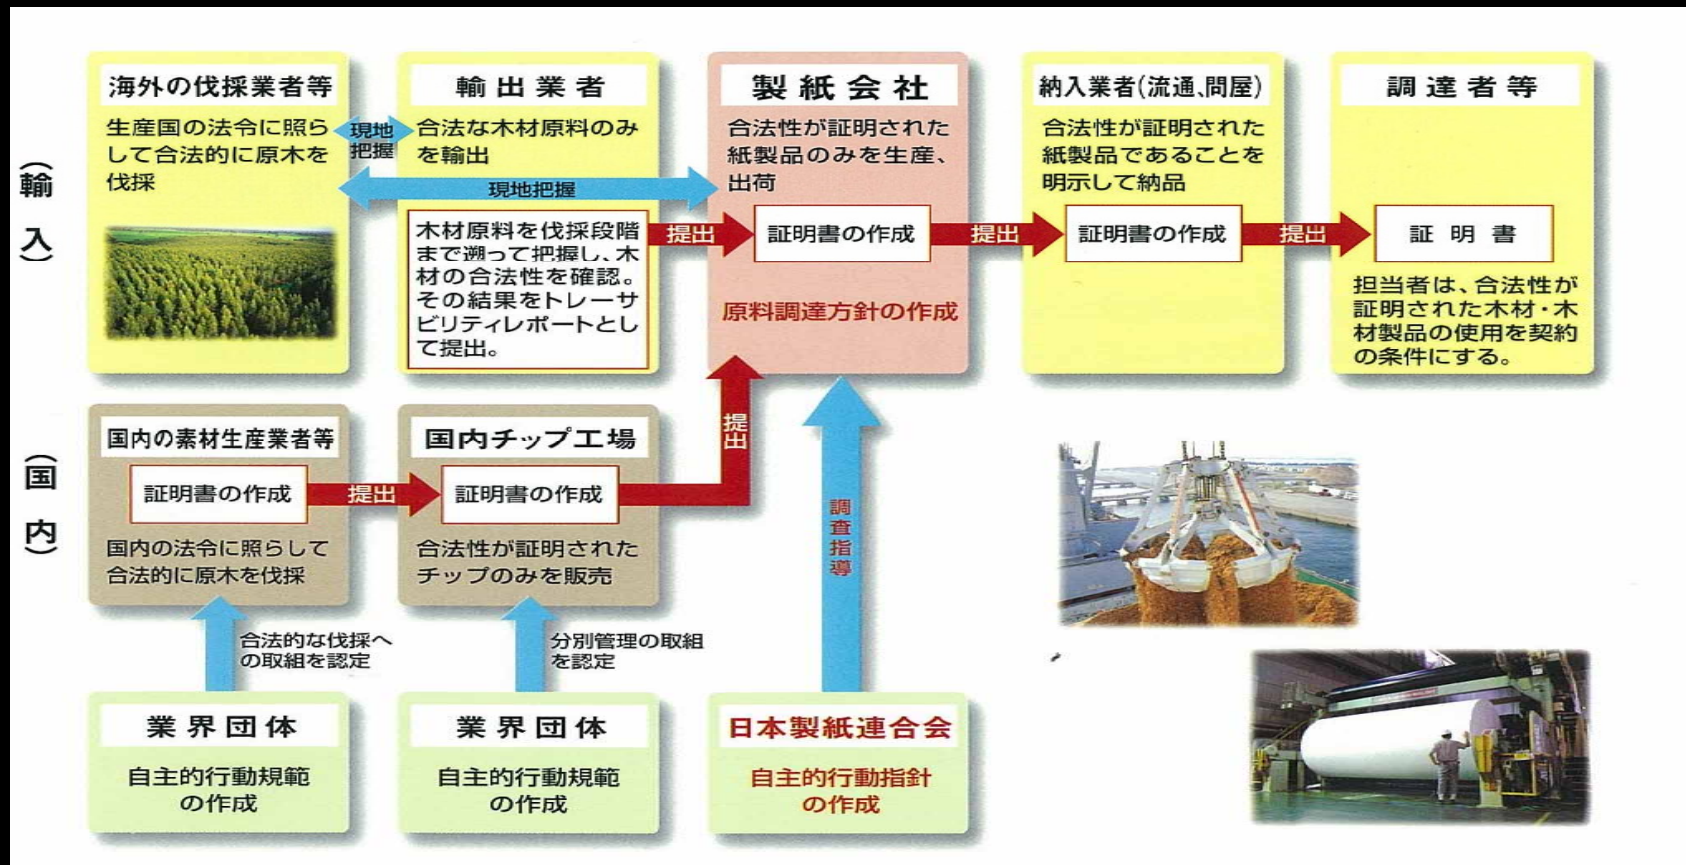 (輸入)
海外の伐採業者等
生産国の法令に照ら
して合法的に原木を
伐採
現地
把握
輸出業者
合法な木材原料のみ
を輸出
現地把握
木材原料を伐採段階
まで遡って把握し、木
材の合法性を確認。
その結果をトレーサ
ビリティレポートとし
て提出。
提出
製紙会社
合法性が証明された
紙製品のみを生産、
出荷
証明書の作成
原料調達方針の作成
提出
納入業者(流通、問屋)
合法性が証明された
紙製品であることを
明示して納品
証明書の作成
提出
調達者等
証明書
担当者は、合法性が
証明された木材・木
材製品の使用を契約
の条件にする。
(国内)
国内の素材生産業者等
証明書の作成
国内の法令に照らして
合法的に原木を伐採
提出
国内チップ工場
証明書の作成
合法性が証明された
チップのみを販売
提出
調査指導
合法的な伐採へ
の取組を認定
分別管理の取組
を認定
業界団体
自主的行動規範
の作成
業界団体
自主的行動規範
の作成
日本製紙連合会
自主的行動指針
の作成